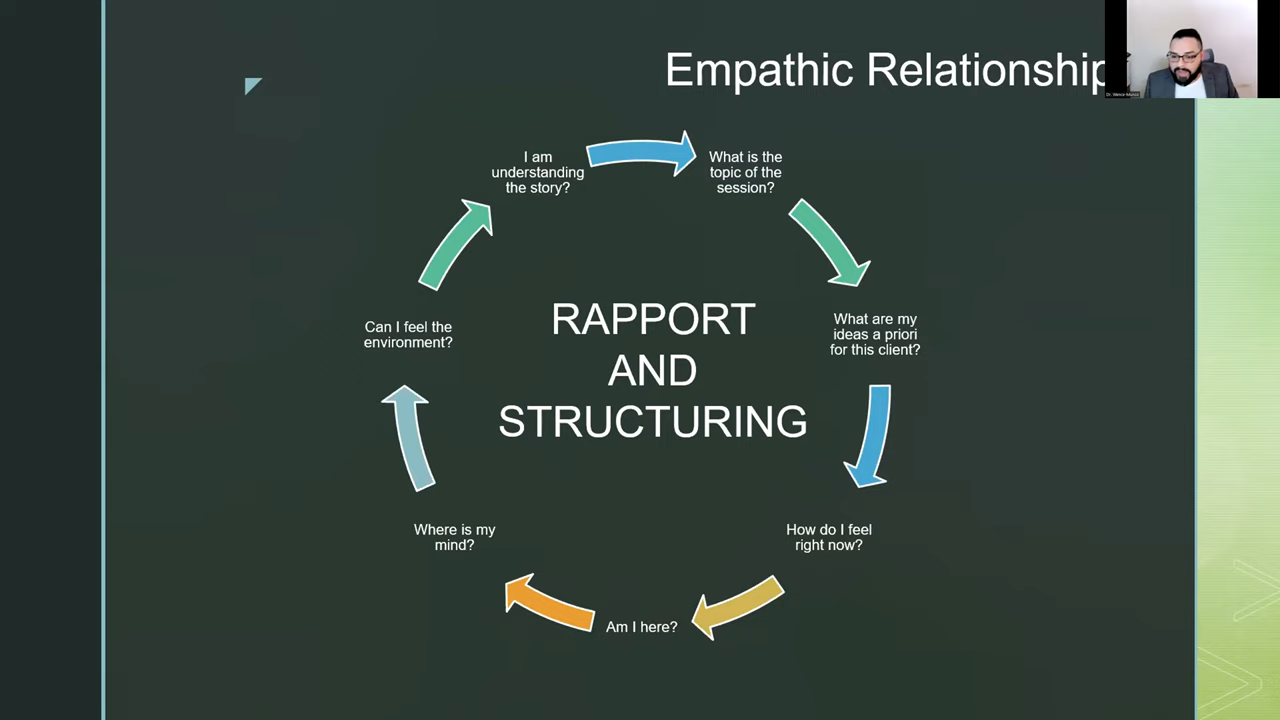 Empathic Relationship
I am
understanding
the story?
What is the
topic of the
session?
What are my
ideas a priori
for this client?
How do I feel
right now?
Am I here?
Where is my
mind?
Can I feel the
environment?
RAPPORT
AND
STRUCTURING